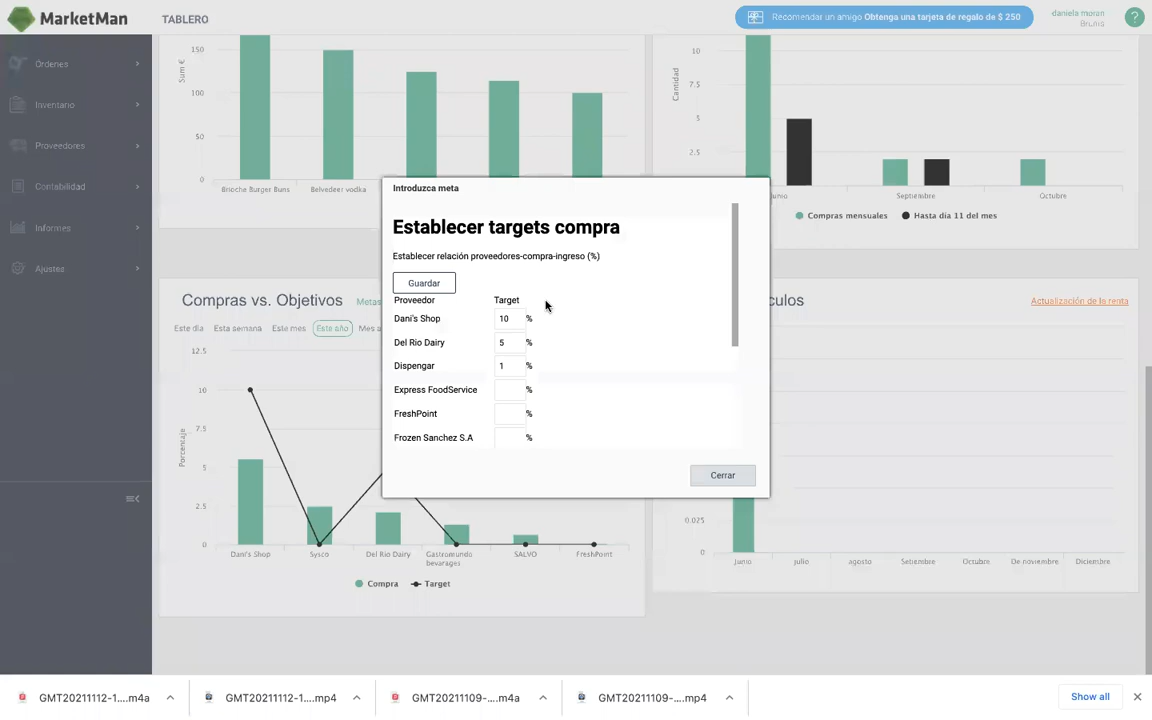 MarketMan
TABLERO
Recomendar un amigo Obtenga una tarjeta de regalo de $ 250
daniela moran
Brunks
?
Órdenes
Inventario
Proveedores
Contabilidad
Informes
Ajustes
Sum €
150
100
50
0
Brioche Burger Buns
Belvedeer vodka
Cantidad
10
7.5
5
2.5
Junio
Septiembre
Octubre
Compras mensuales
Hasta día 11 del mes
Introduzca meta
Establecer targets compra
Establecer relación proveedores-compra-ingreso (%)
Guardar
Proveedor Target
Dani's Shop 10 %
Del Rio Dairy 5 %
Dispengar 1 %
Express FoodService %
FreshPoint %
Frozen Sanchez S.A %
Cerrar
Compras vs. Objetivos Metas
Este día Esta semana Este mes Este año Mes a
Porcentaje
12.5
10
7.5
5
2.5
0
Dani's Shop
Sysco
Del Rio Dairy
Gastromundo bevarages
SALVO
FreshPoint
Compra
Target
culos
Actualización de la renta
0.025
0
Junio
julio
agosto
Setiembre
Octubre
De noviembre
Diciembre
GMT20211112-1....m4a
GMT20211112-1....mp4
GMT20211109-....m4a
GMT20211109-....mp4
Show all